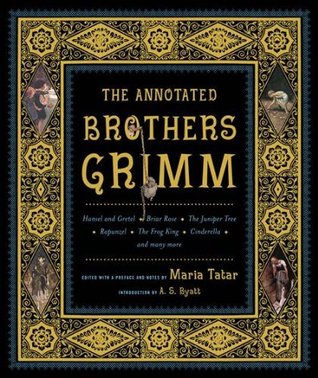 THE ANNOTATED
BROTHERS
GRIMM
Hansel and Gretel • Briar Rose • The Juniper Tree
• Rapunzel • The Frog King • Cinderella •
and many more
EDITED WITH A PREFACE AND NOTES BY Maria Tatar
INTRODUCTION BY A. S. Byatt